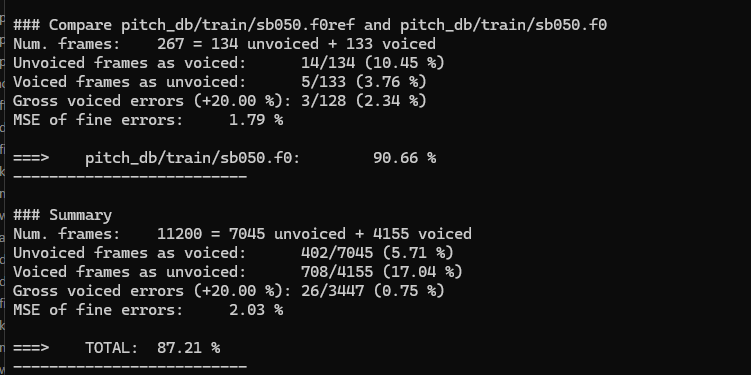 ### Compare pitch_db/train/sb050.f0ref and pitch_db/train/sb050.f0
Num. frames:    267 = 134 unvoiced + 133 voiced
Unvoiced frames as voiced:      14/134 (10.45 %)
Voiced frames as unvoiced:      5/133 (3.76 %)
Gross voiced errors (+20.00 %): 3/128 (2.34 %)
MSE of fine errors:     1.79 %
===>    pitch_db/train/sb050.f0:        90.66 %
--------------------------
### Summary
Num. frames:    11200 = 7045 unvoiced + 4155 voiced
Unvoiced frames as voiced:      402/7045 (5.71 %)
Voiced frames as unvoiced:      708/4155 (17.04 %)
Gross voiced errors (+20.00 %): 26/3447 (0.75 %)
MSE of fine errors:     2.03 %
===>    TOTAL:  87.21 %
--------------------------